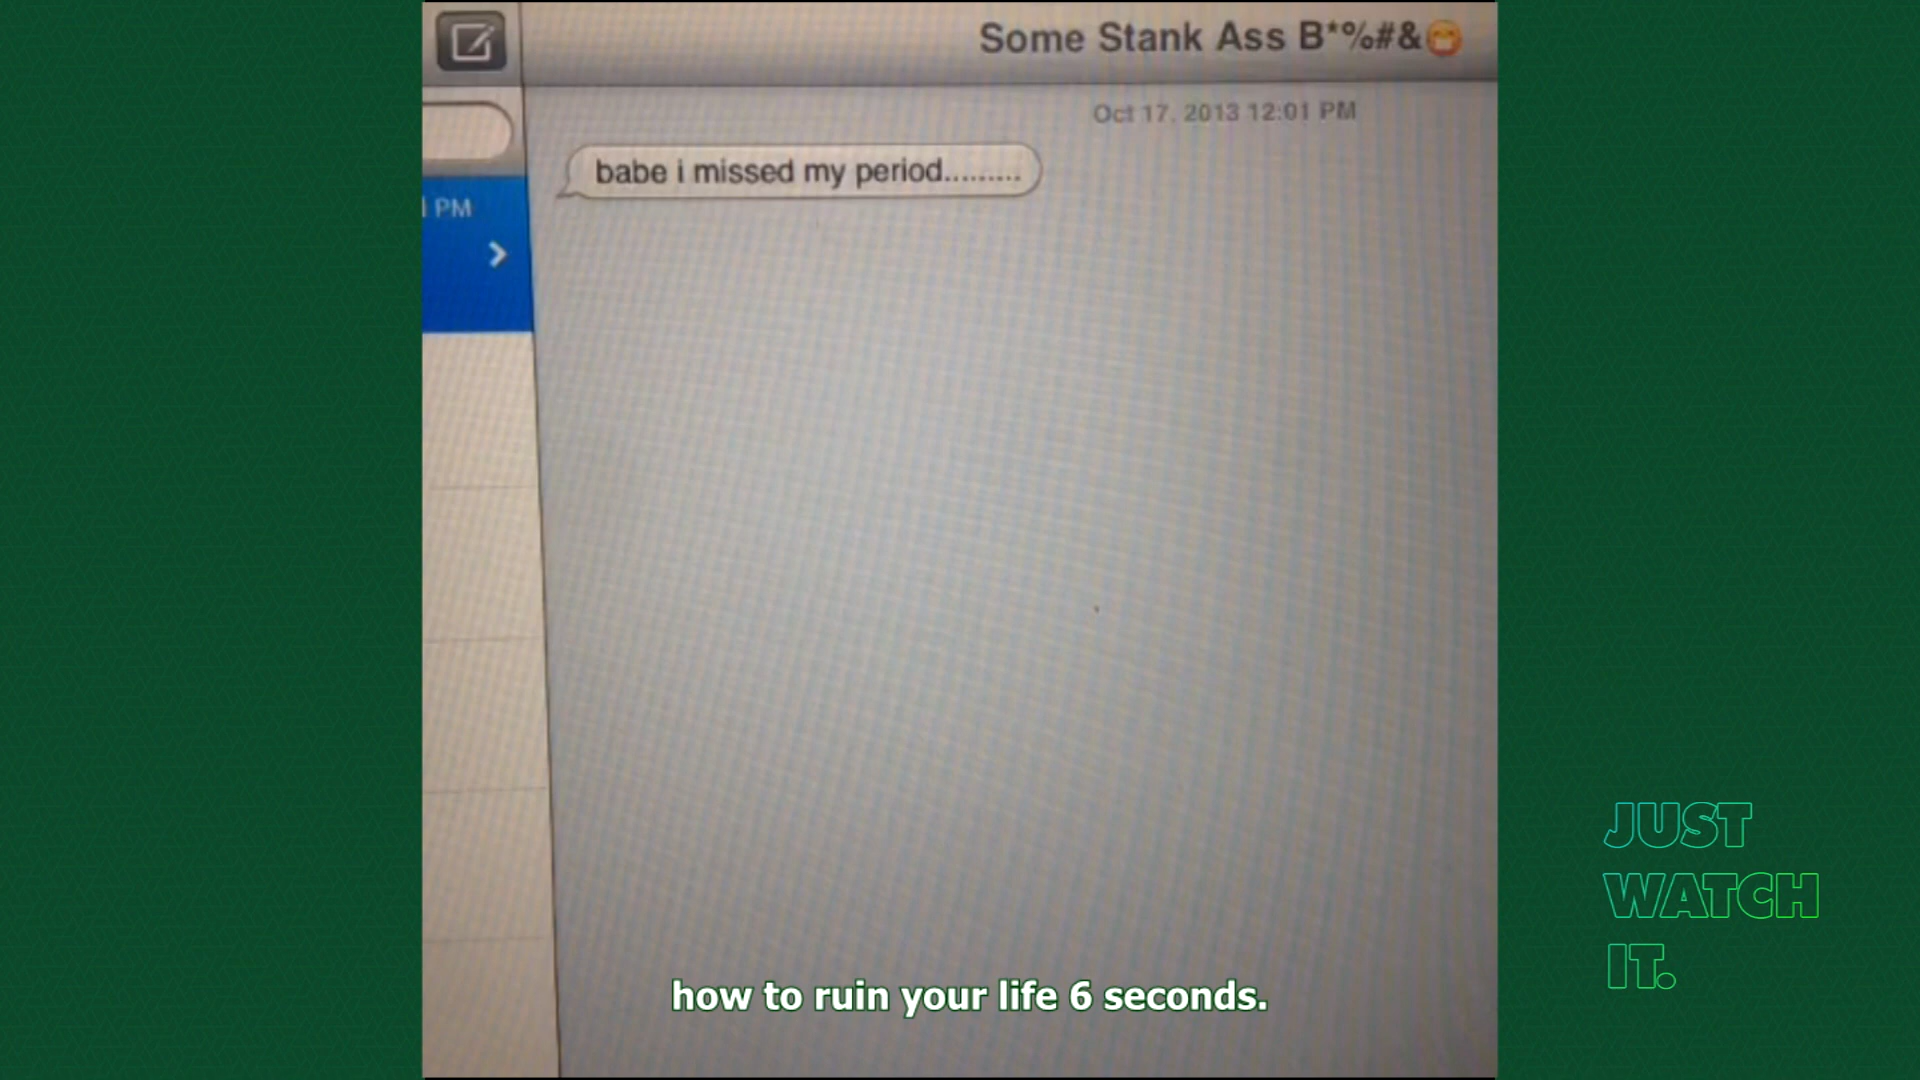 Some Stank Ass B*%#&😷
Oct 17, 2013 12:01 PM
babe i missed my period.........
PM
how to ruin your life 6 seconds.
JUST
WATCH
IT.